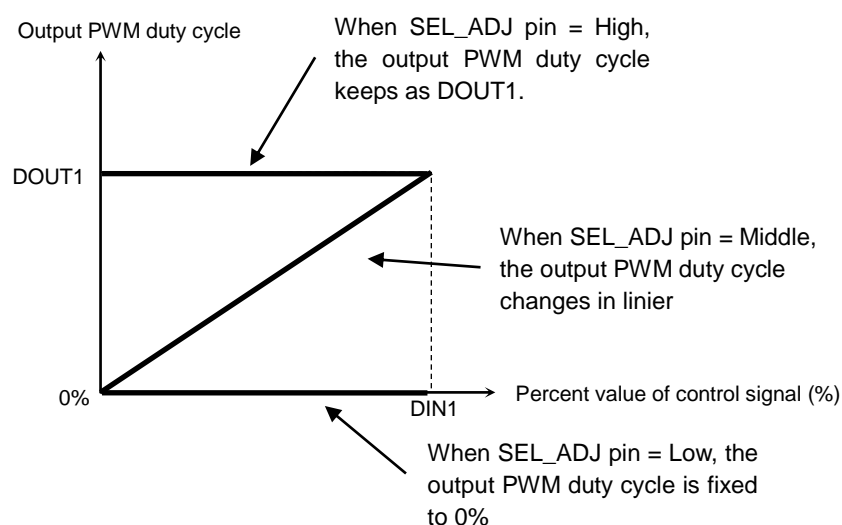 Output PWM duty cycle
When SEL_ADJ pin = High,
the output PWM duty cycle
keeps as DOUT1.
DOUT1
When SEL_ADJ pin = Middle,
the output PWM duty cycle
changes in linier
0%
DIN1
Percent value of control signal (%)
When SEL_ADJ pin = Low, the
output PWM duty cycle is fixed
to 0%